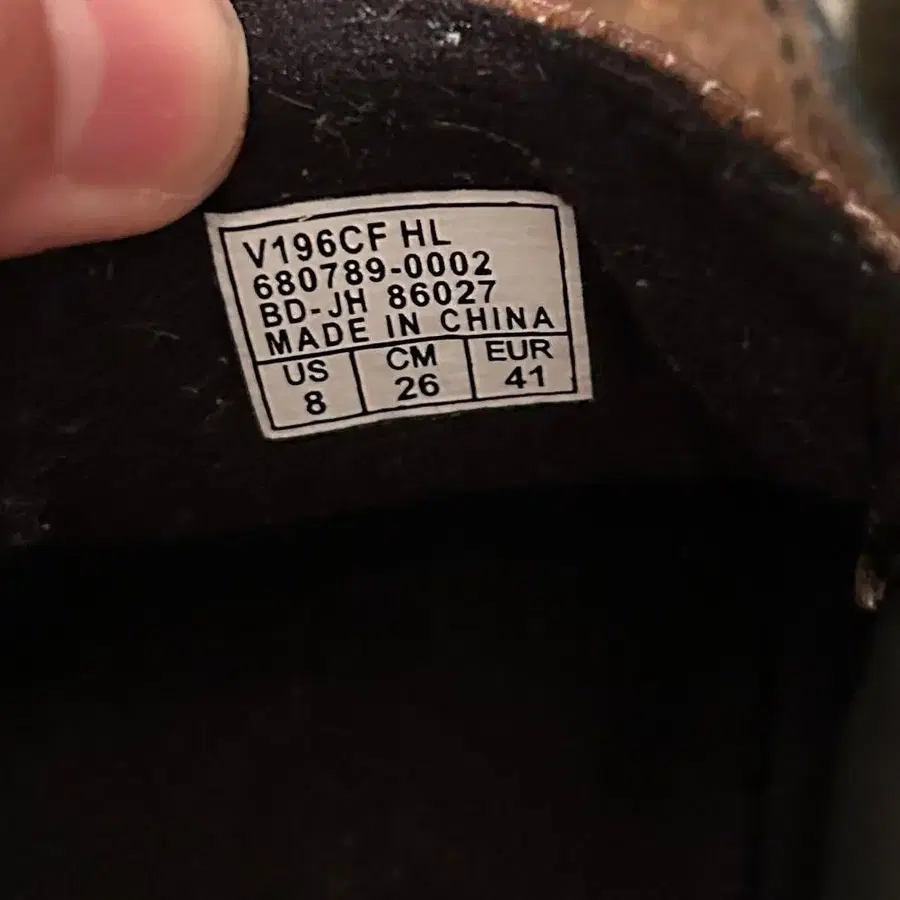 V196CF HL
680789-0002
BD-JH 86027
MADE IN CHINA
US CM EUR
8 26 41